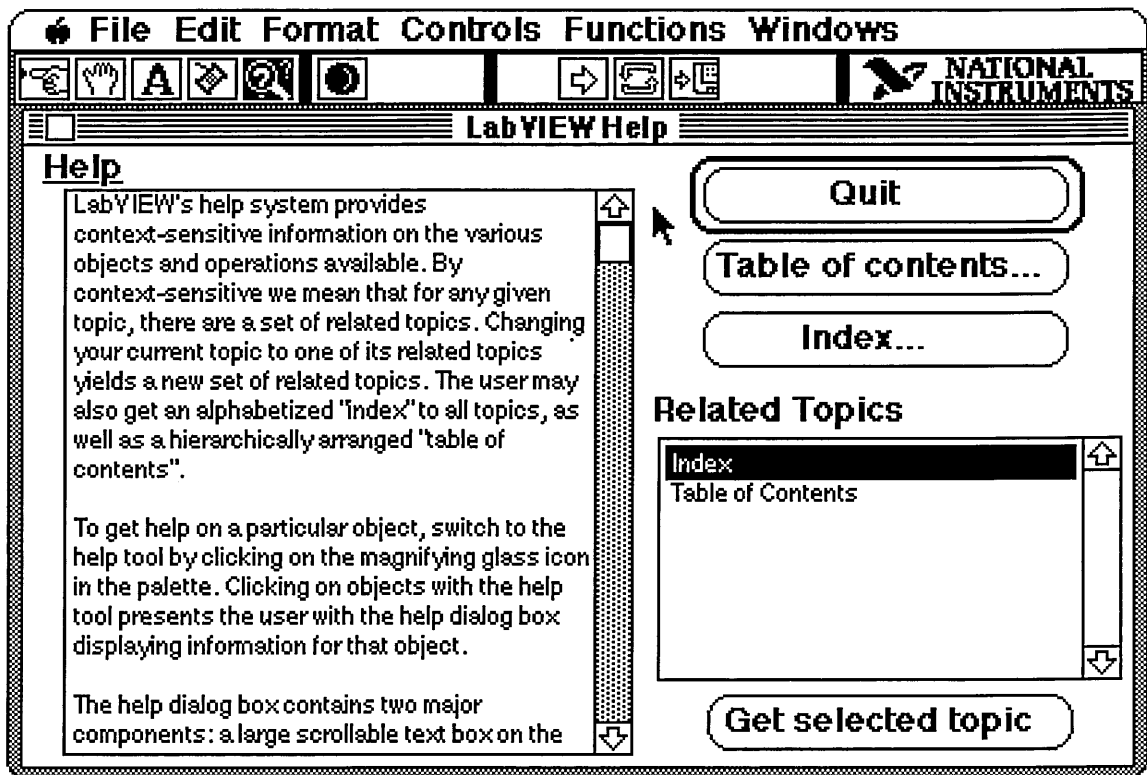 File Edit Format Controls Functions Windows
A
NATIONAL
INSTRUMENTS
LabVIEW Help
Help
LabVIEW's help system provides
context-sensitive information on the various
objects and operations available. By
context-sensitive we mean that for any given
topic, there are a set of related topics. Changing
your current topic to one of its related topics
yields a new set of related topics. The user may
also get an alphabetized "index" to all topics, as
well as a hierarchically arranged "table of
contents".
To get help on a particular object, switch to the
help tool by clicking on the magnifying glass icon
in the palette. Clicking on objects with the help
tool presents the user with the help dialog box
displaying information for that object.
The help dialog box contains two major
components: a large scrollable text box on the
Quit
Table of contents...
Index...
Related Topics
Index
Table of Contents
Get selected topic